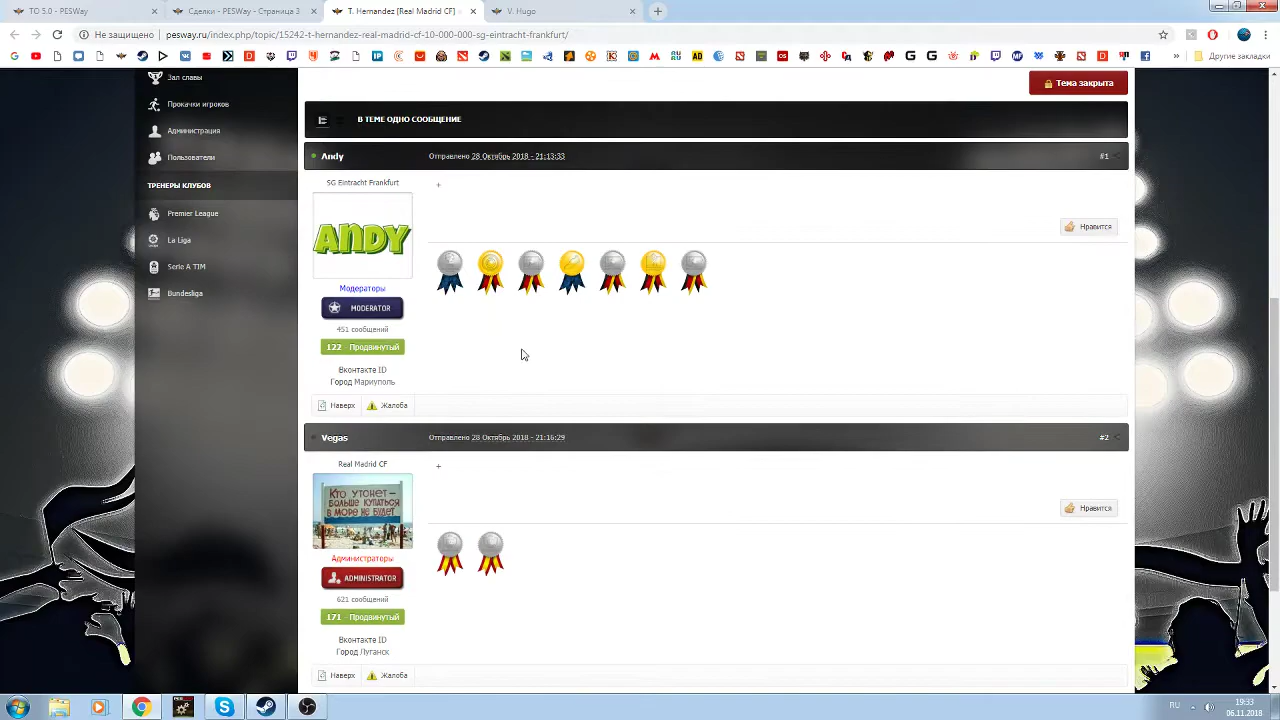 ТО 5.0 - PESWay
Сделки - PESWay - Страница 3
T. Hernandez [Real Madrid CF]
V. Hugo
Не защищено
pesway.ru/index.php/topic/15242-t-hernandez-real-madrid-cf-10-000-000-sg-eintracht-frankfurt/
Другие закладки
Зал славы
Прокачки игроков
Администрация
Пользователи
ТРЕНЕРЫ КЛУБОВ
Premier League
La Liga
Serie A TIM
Bundesliga
Тема закрыта
В ТЕМЕ ОДНО СООБЩЕНИЕ
Andy
Отправлено 28 Октябрь 2018 - 21:13:33
#1
SG Eintracht Frankfurt
+
ANDY
Нравится
Модераторы
MODERATOR
451 сообщений
122 - Продвинутый
Вконтакте ID
Город Мариуполь
Наверх
Жалоба
Vegas
Отправлено 28 Октябрь 2018 - 21:16:29
#2
Real Madrid CF
+
КТО УТОНЕТ-
БОЛЬШЕ КУПАТЬСЯ
В МОРЕ НЕ БУДЕТ
Нравится
Администраторы
ADMINISTRATOR
621 сообщений
171 - Продвинутый
Вконтакте ID
Город Луганск
Наверх
Жалоба
RU
19:33
06.11.2018